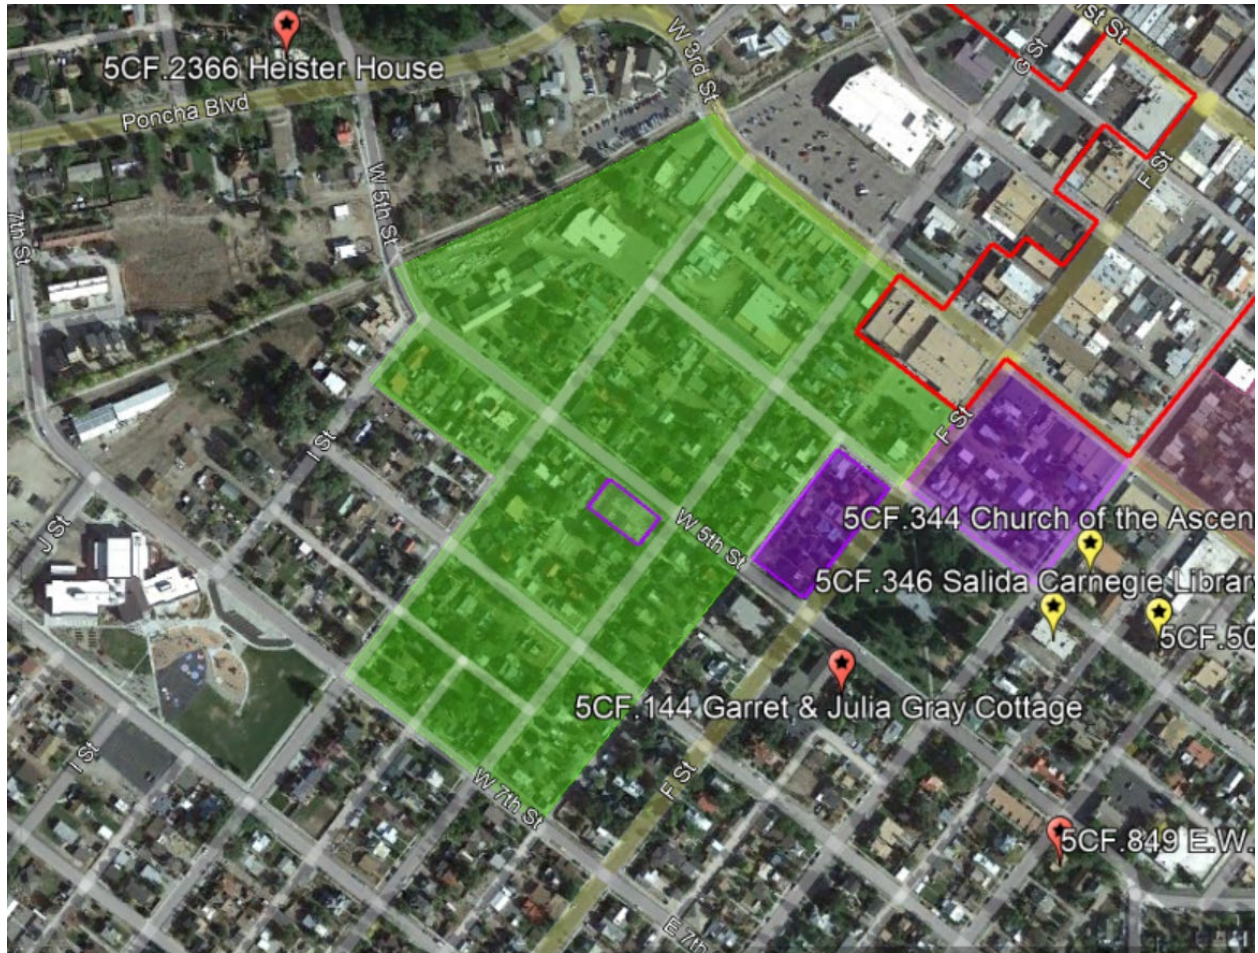 1st St
W 3rd St
G St
5CF.2366 Heister House
Poncha Blvd
F St
W 5th St
7th St
F St
I St
W 5th St
5CF.344 Church of the Ascen
J St
5CF.346 Salida Carnegie Librar
5CF.50
5CF.144 Garret & Julia Gray Cottage
I St
F St
W 7th St
5CF.849 E.W.
E 7th